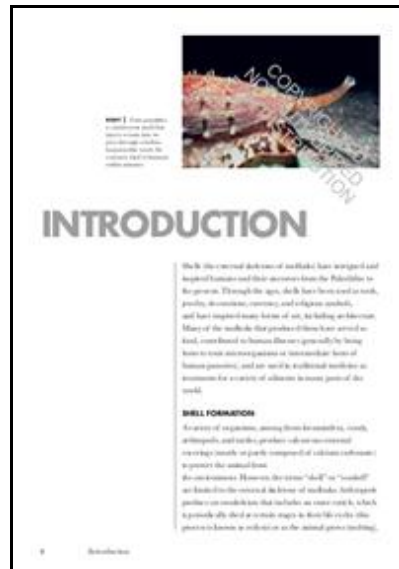 COPYRIGHTED
NOT FOR DISTRIBUTION
INTRODUCTION
Shells (the external skeletons of mollusks) have intrigued and
inspired humans and their ancestors from the Paleolithic to
the present. Through the ages, shells have been used as tools,
jewelry, decorations, currency, and religious symbols,
and have inspired many forms of art, including architecture.
Many of the mollusks that produced them have served as
food, contributed to human illnesses generally by being
hosts to toxic microorganisms or intermediate hosts of
human parasites, and are used in traditional medicine as
treatments for a variety of ailments in many parts of the
world.
SHELL FORMATION
A variety of organisms, among them foraminifera, corals,
arthropods, and turtles, produce calcareous external
coverings (mostly or partly composed of calcium carbonate)
to protect the animal from
the environment. However, the terms "shell" or "seashell"
are limited to the external skeletons of mollusks. Arthropods
produce an exoskeleton that includes an outer cuticle, which
is periodically shed at certain stages in their life cycle (this
process is known as ecdysis) as the animal grows (molting),
Introduction